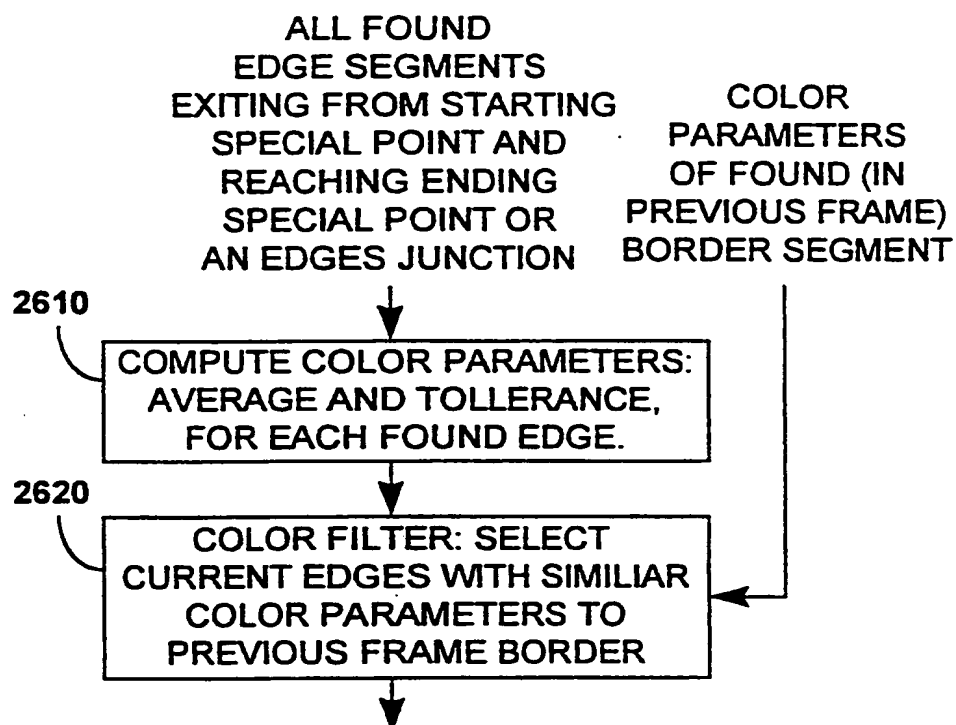 ALL FOUND
EDGE SEGMENTS
EXITING FROM STARTING
SPECIAL POINT AND
REACHING ENDING
SPECIAL POINT OR
AN EDGES JUNCTION
COLOR
PARAMETERS
OF FOUND (IN
PREVIOUS FRAME)
BORDER SEGMENT
2610
COMPUTE COLOR PARAMETERS:
AVERAGE AND TOLLERANCE,
FOR EACH FOUND EDGE.
2620
COLOR FILTER: SELECT
CURRENT EDGES WITH SIMILIAR
COLOR PARAMETERS TO
PREVIOUS FRAME BORDER